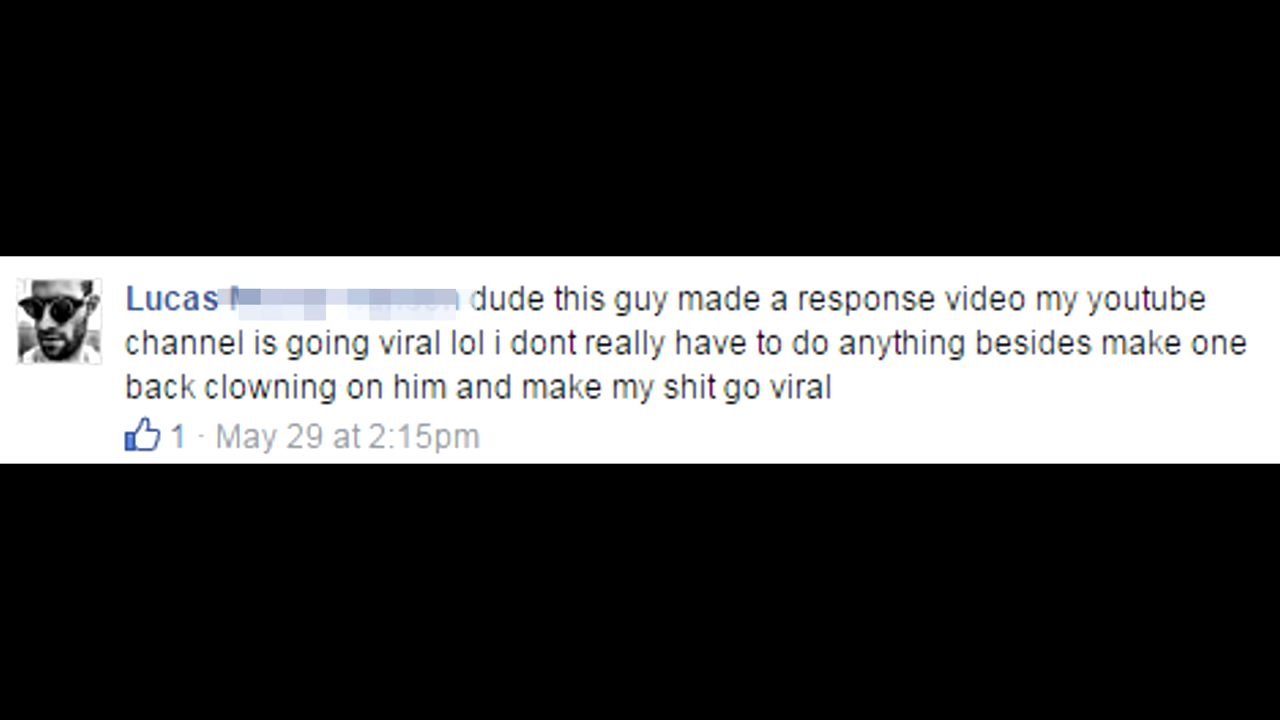 Lucas dude this guy made a response video my youtube
channel is going viral lol i dont really have to do anything besides make one
back clowning on him and make my shit go viral
1 · May 29 at 2:15pm